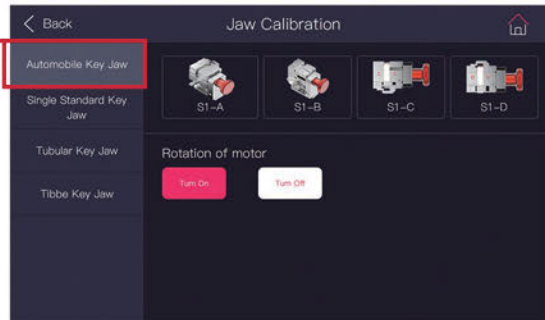 Back
Jaw Calibration
Automobile Key Jaw
Single Standard Key
Jaw
Tubular Key Jaw
Tibbe Key Jaw
S1-A
S1-B
S1-C
S1-D
Rotation of motor
Turn On
Turn Off